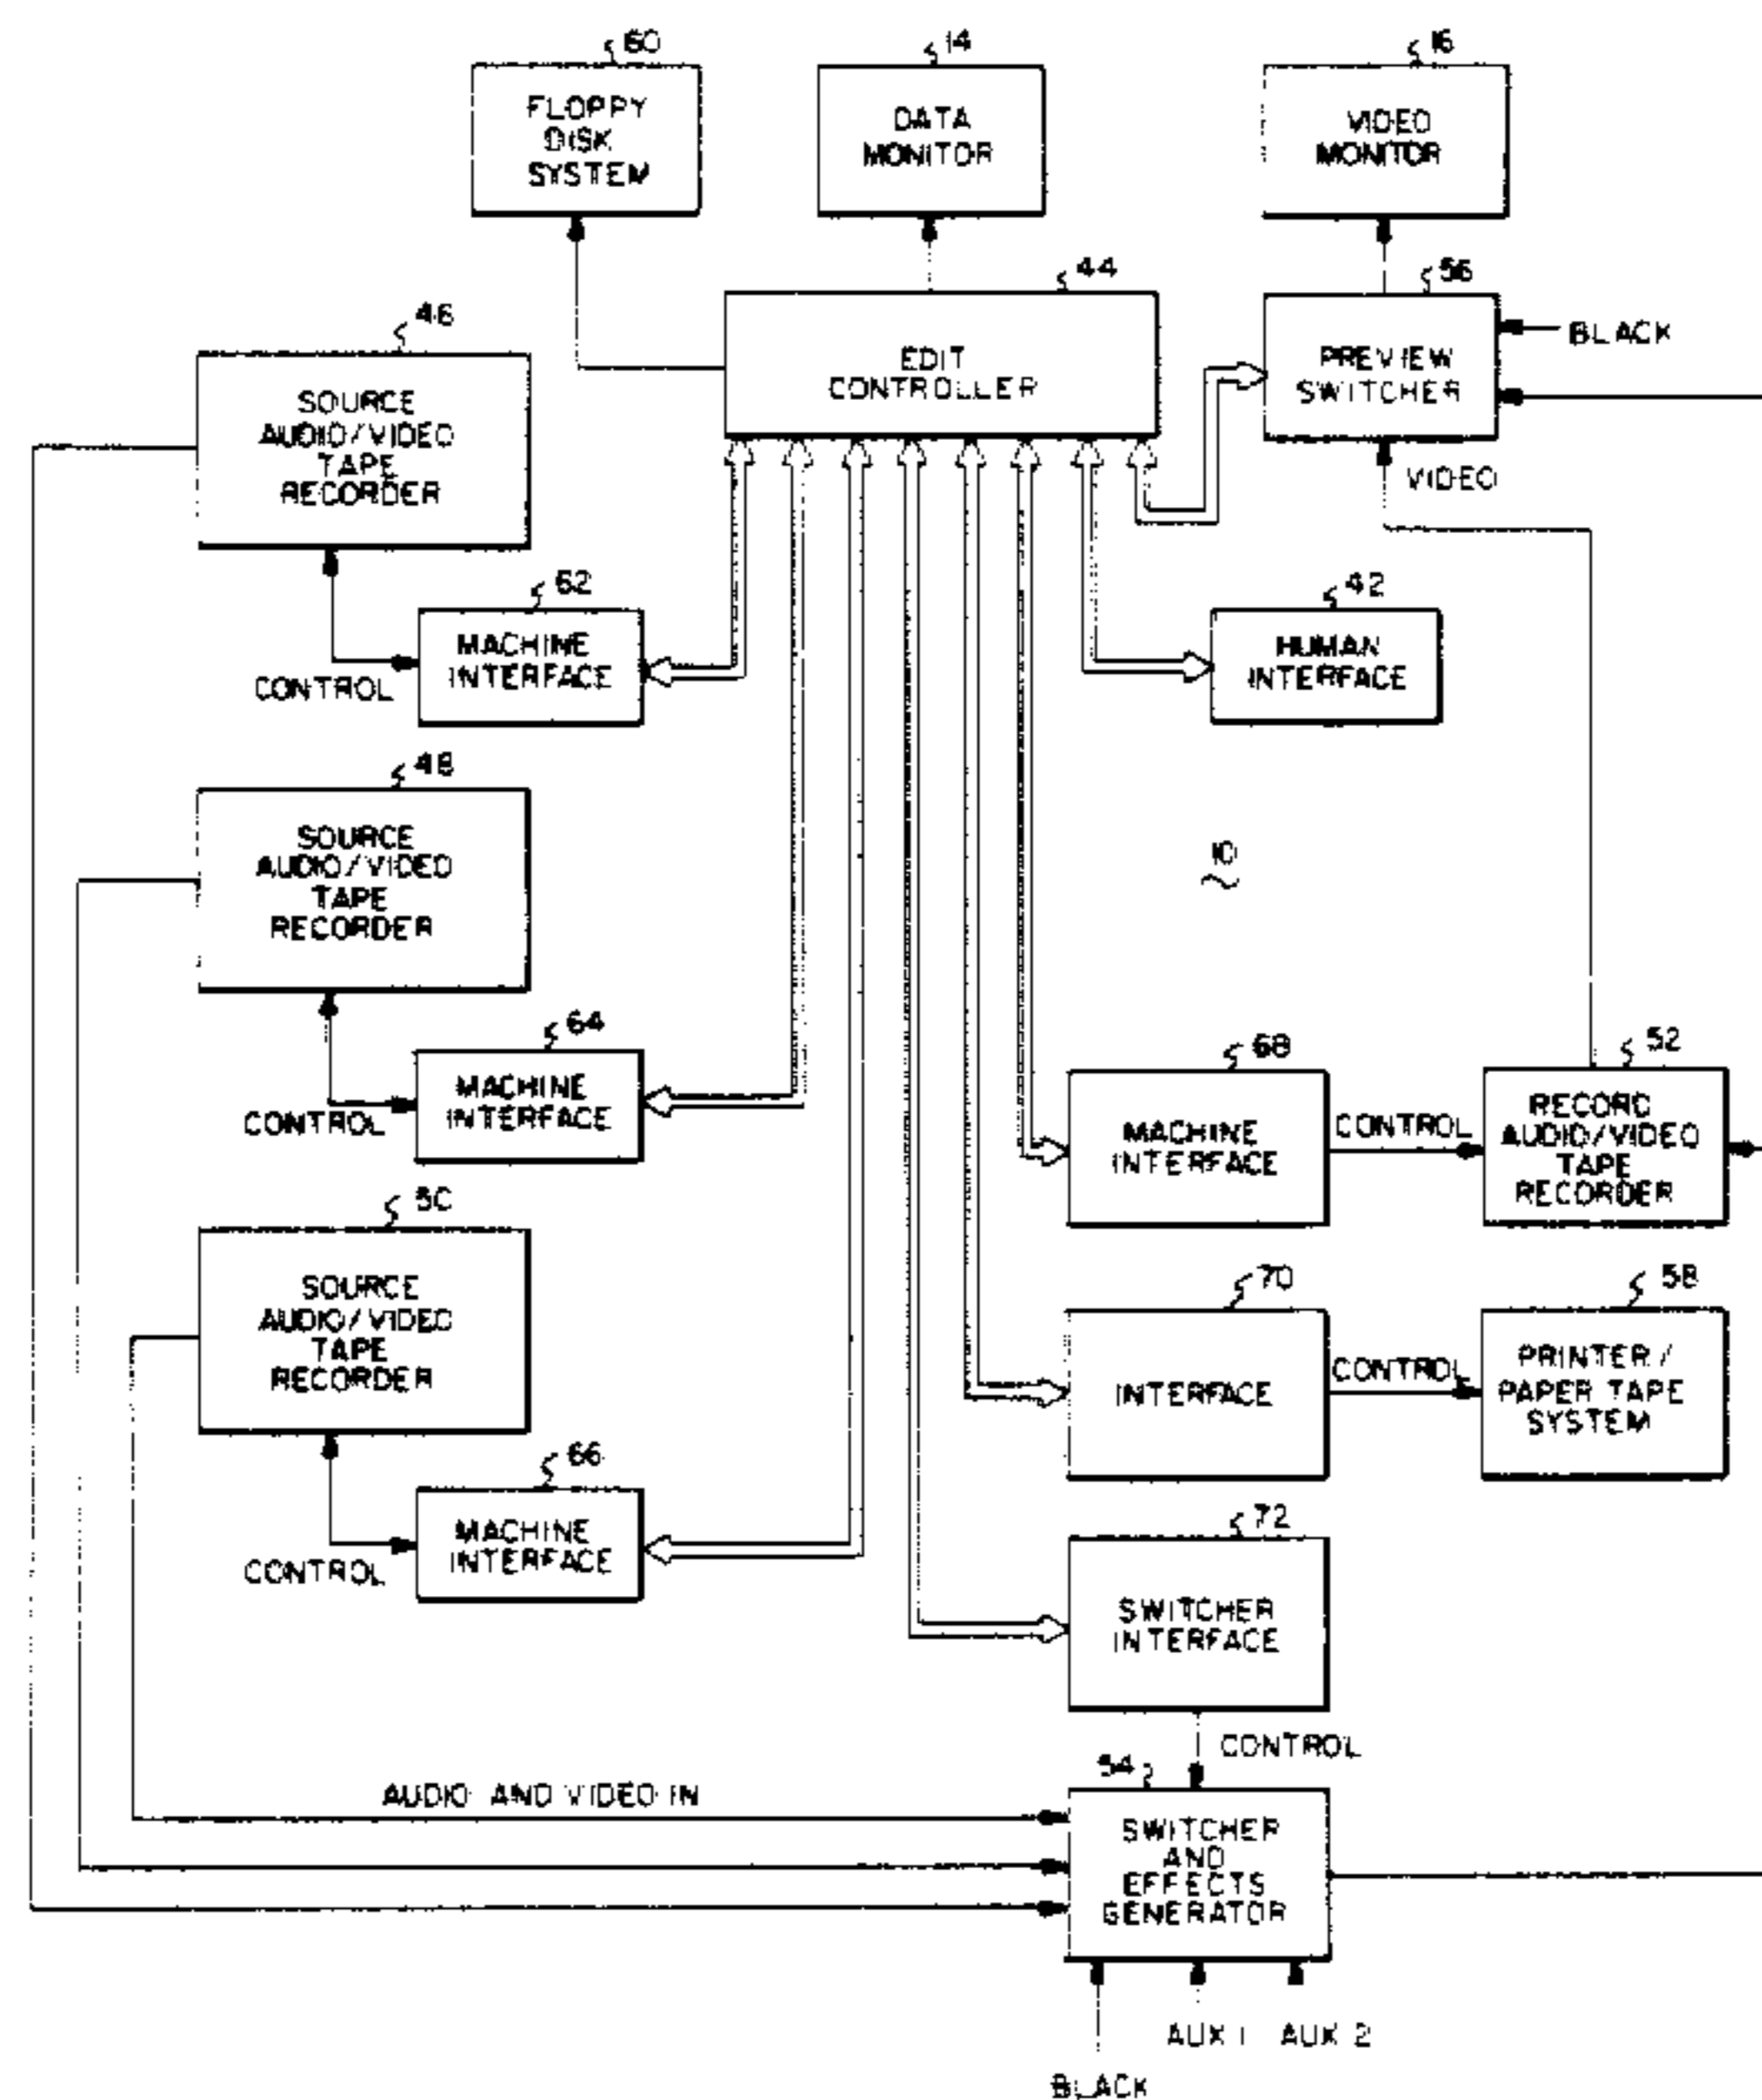 60
14
16
FLOPPY
DISK
SYSTEM
DATA
MONITOR
VIDEO
MONITOR
44
56
46
BLACK
EDIT
CONTROLLER
PREVIEW
SWITCHER
SOURCE
AUDIO/VIDEO
TAPE
RECORDER
VIDEO
62
42
MACHINE
INTERFACE
HUMAN
INTERFACE
CONTROL
48
SOURCE
AUDIO/VIDEO
TAPE
RECORDER
10
64
68
52
MACHINE
INTERFACE
CONTROL
MACHINE
INTERFACE
CONTROL
RECORD
AUDIO/VIDEO
TAPE
RECORDER
50
SOURCE
AUDIO/VIDEO
TAPE
RECORDER
70
58
INTERFACE
CONTROL
PRINTER/
PAPER TAPE
SYSTEM
66
MACHINE
INTERFACE
CONTROL
72
SWITCHER
INTERFACE
CONTROL
54
AUDIO AND VIDEO IN
SWITCHER
AND
EFFECTS
GENERATOR
AUX 1 AUX 2
BLACK